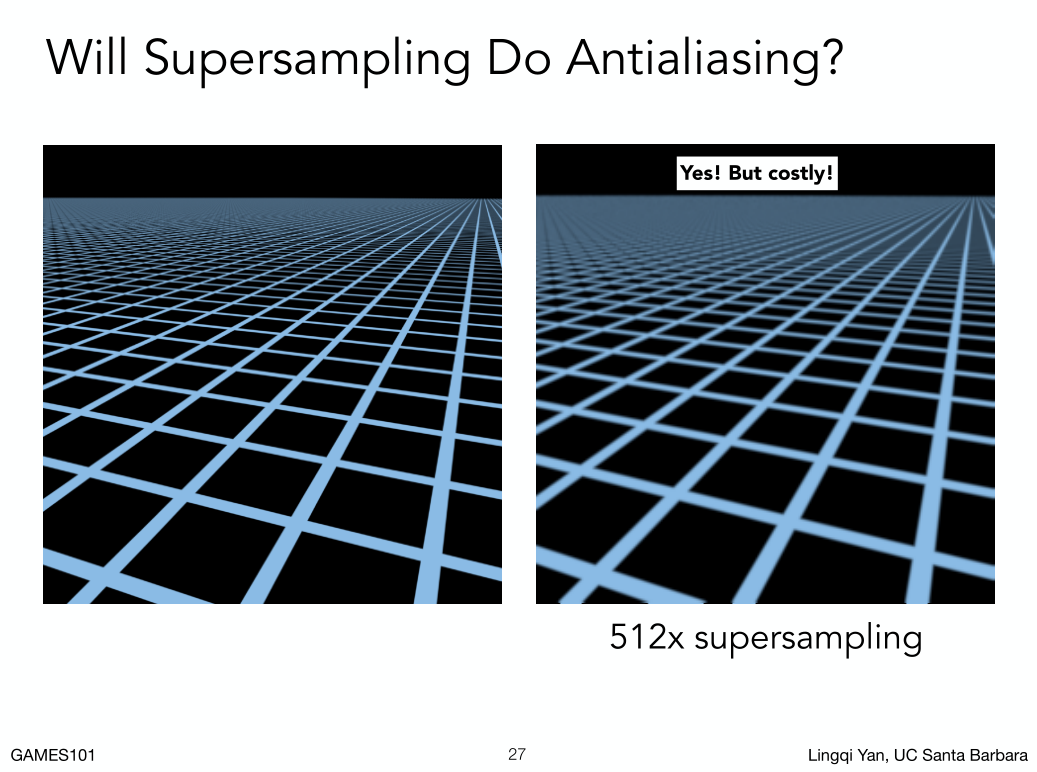 Will Supersampling Do Antialiasing?
Yes! But costly!
512x supersampling
GAMES101
27
Lingqi Yan, UC Santa Barbara